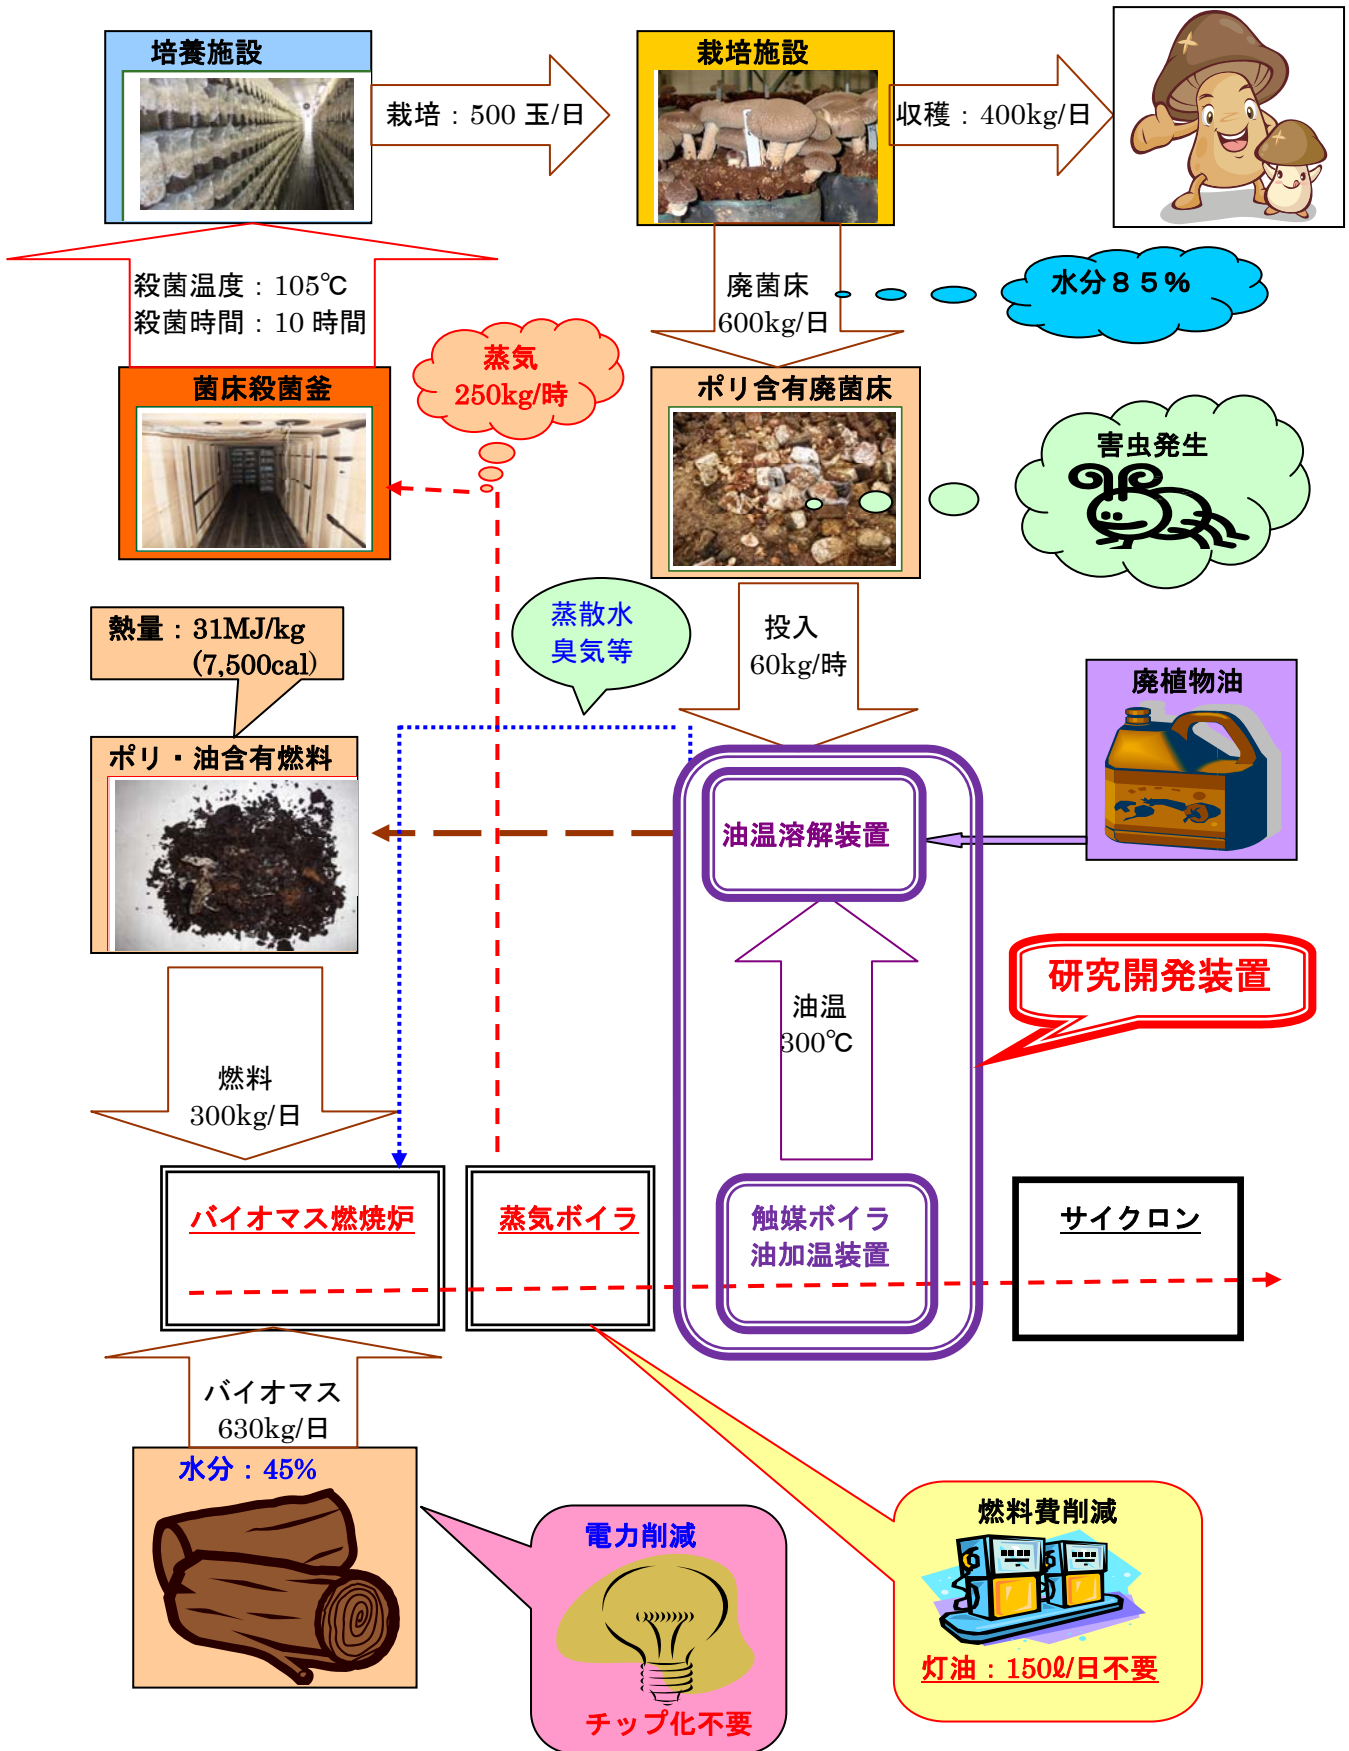 培養施設
栽培：500 玉/日
栽培施設
収穫：400kg/日
殺菌温度：105℃
殺菌時間：10 時間
廃菌床
600kg/日
水分８５%
菌床殺菌釜
蒸気
250kg/時
ポリ含有廃菌床
害虫発生
熱量：31MJ/kg
(7,500cal)
蒸散水
臭気等
投入
60kg/時
廃植物油
ポリ・油含有燃料
油温溶解装置
研究開発装置
油温
300℃
燃料
300kg/日
バイオマス燃焼炉
蒸気ボイラ
触媒ボイラ
油加温装置
サイクロン
バイオマス
630kg/日
水分：45%
電力削減
チップ化不要
燃料費削減
灯油：150ℓ/日不要